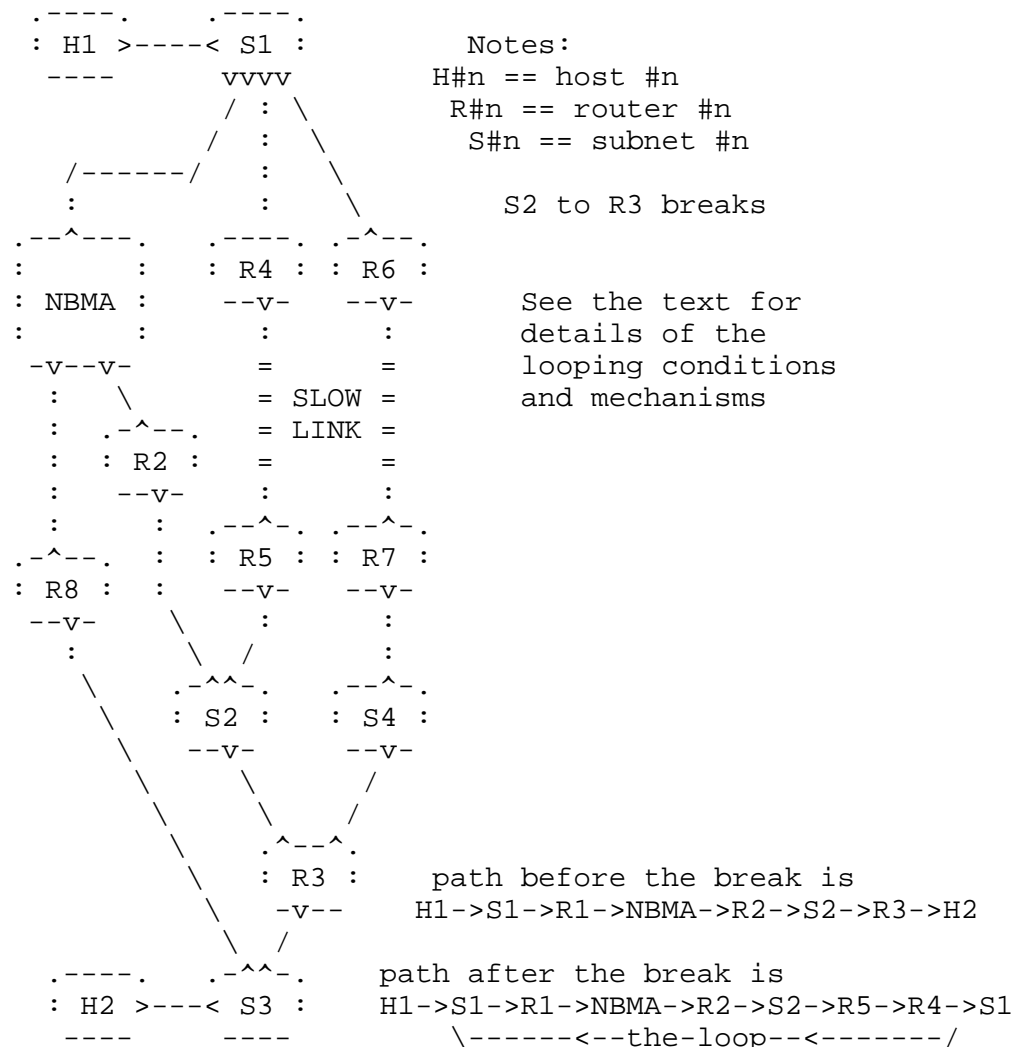 H1 >----< S1 : Notes:
H#n == host #n
R#n == router #n
S#n == subnet #n
S2 to R3 breaks
R4 R6
NBMA See the text for
details of the
looping conditions
SLOW and mechanisms
LINK
R2
R5 R7
R8
S2 S4
R3 path before the break is
H1->S1->R1->NBMA->R2->S2->R3->H2
path after the break is
H2 >---< S3 : H1->S1->R1->NBMA->R2->S2->R5->R4->S1
\------<--the-loop--<-------/